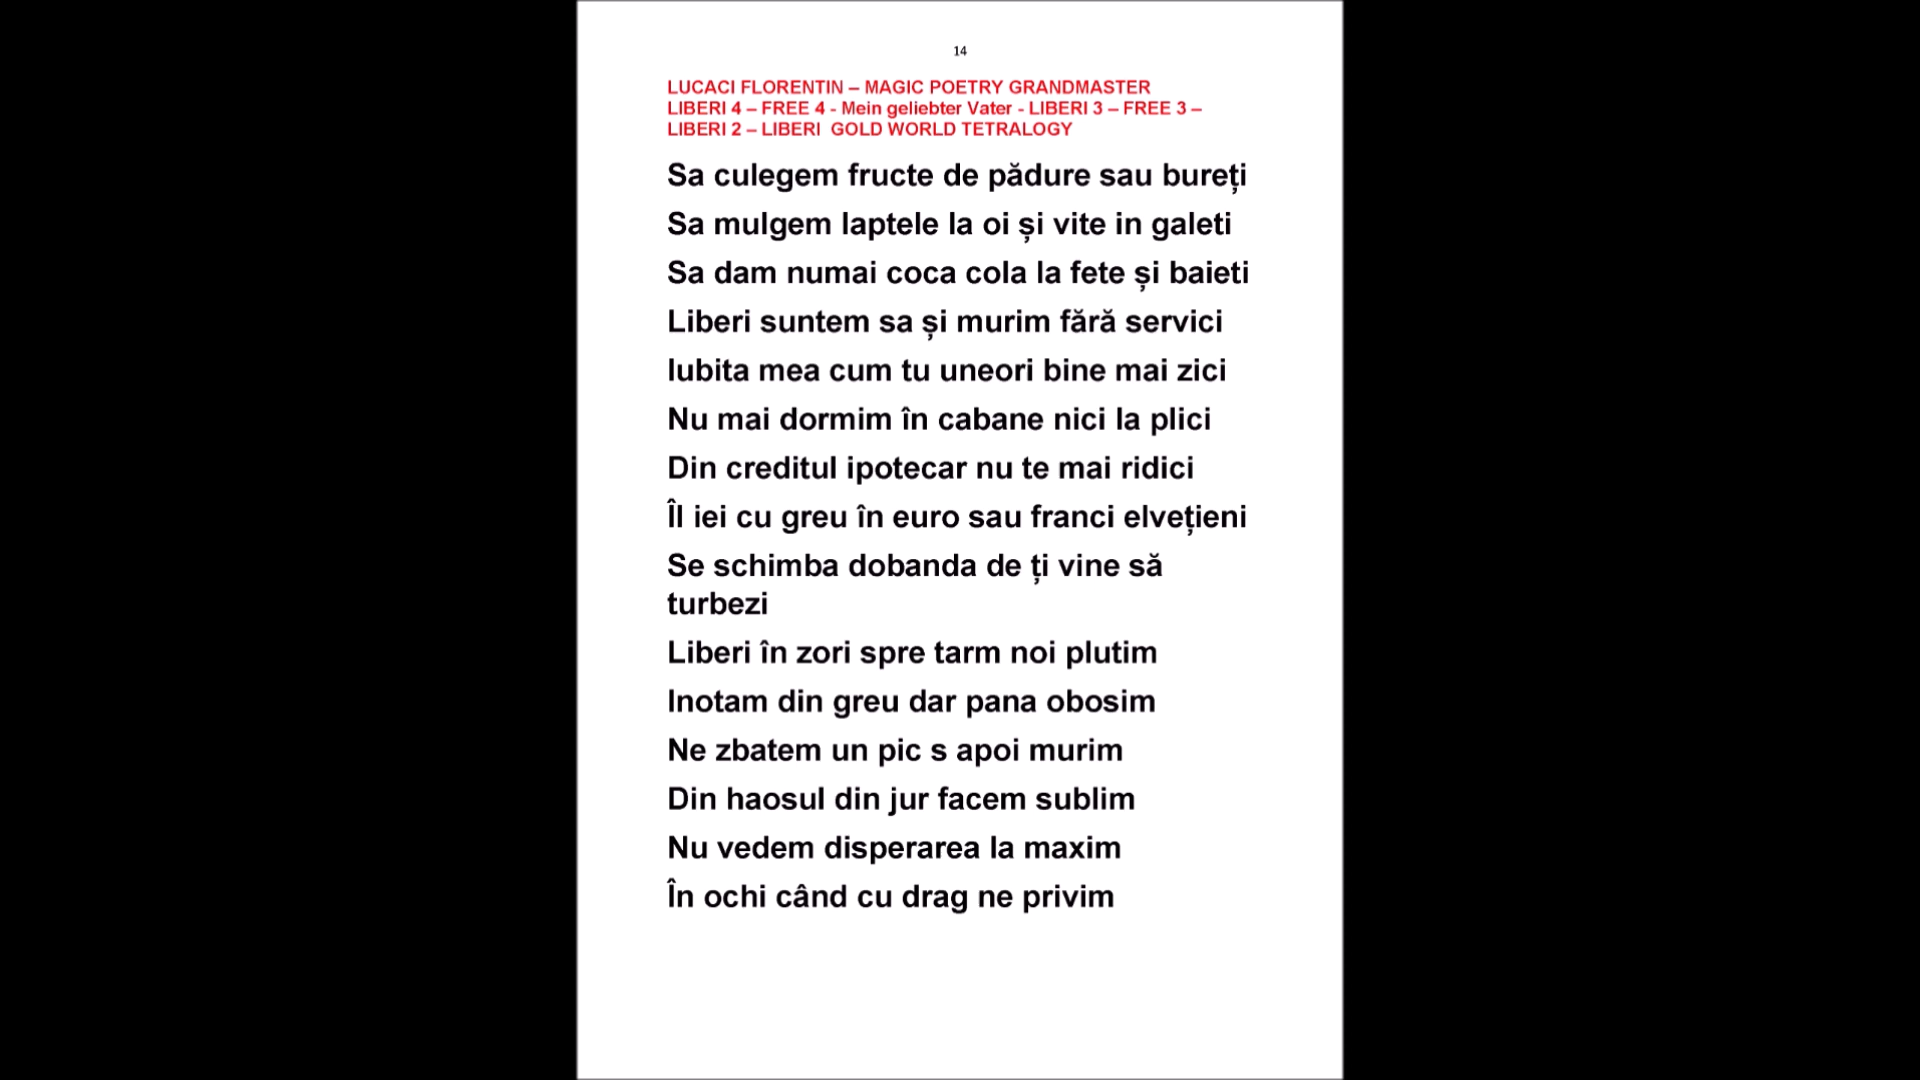 14
LUCACI FLORENTIN – MAGIC POETRY GRANDMASTER
LIBERI 4 – FREE 4 - Mein geliebter Vater - LIBERI 3 – FREE 3 –
LIBERI 2 – LIBERI  GOLD WORLD TETRALOGY
Sa culegem fructe de pădure sau bureți
Sa mulgem laptele la oi și vite in galeti
Sa dam numai coca cola la fete și baieti
Liberi suntem sa și murim fără servici
Iubita mea cum tu uneori bine mai zici
Nu mai dormim în cabane nici la plici
Din creditul ipotecar nu te mai ridici
Îl iei cu greu în euro sau franci elvețieni
Se schimba dobanda de ți vine să
turbezi
Liberi în zori spre tarm noi plutim
Inotam din greu dar pana obosim
Ne zbatem un pic s apoi murim
Din haosul din jur facem sublim
Nu vedem disperarea la maxim
În ochi când cu drag ne privim